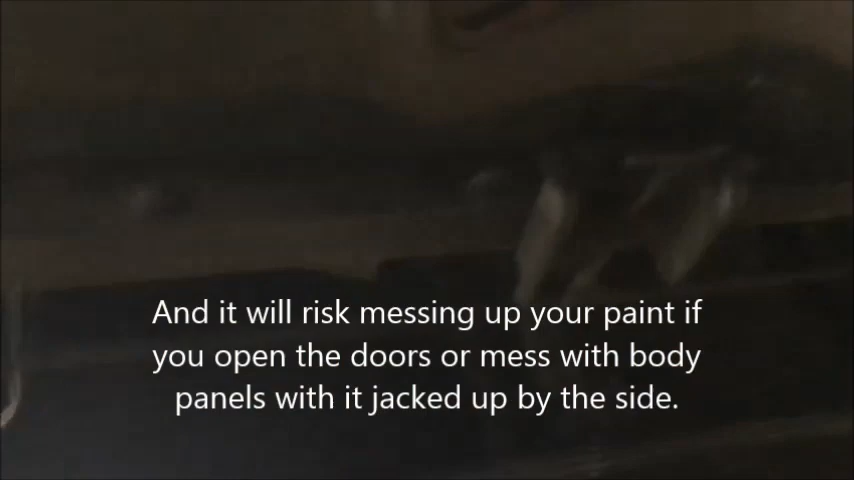 And it will risk messing up your paint if
you open the doors or mess with body
panels with it jacked up by the side.